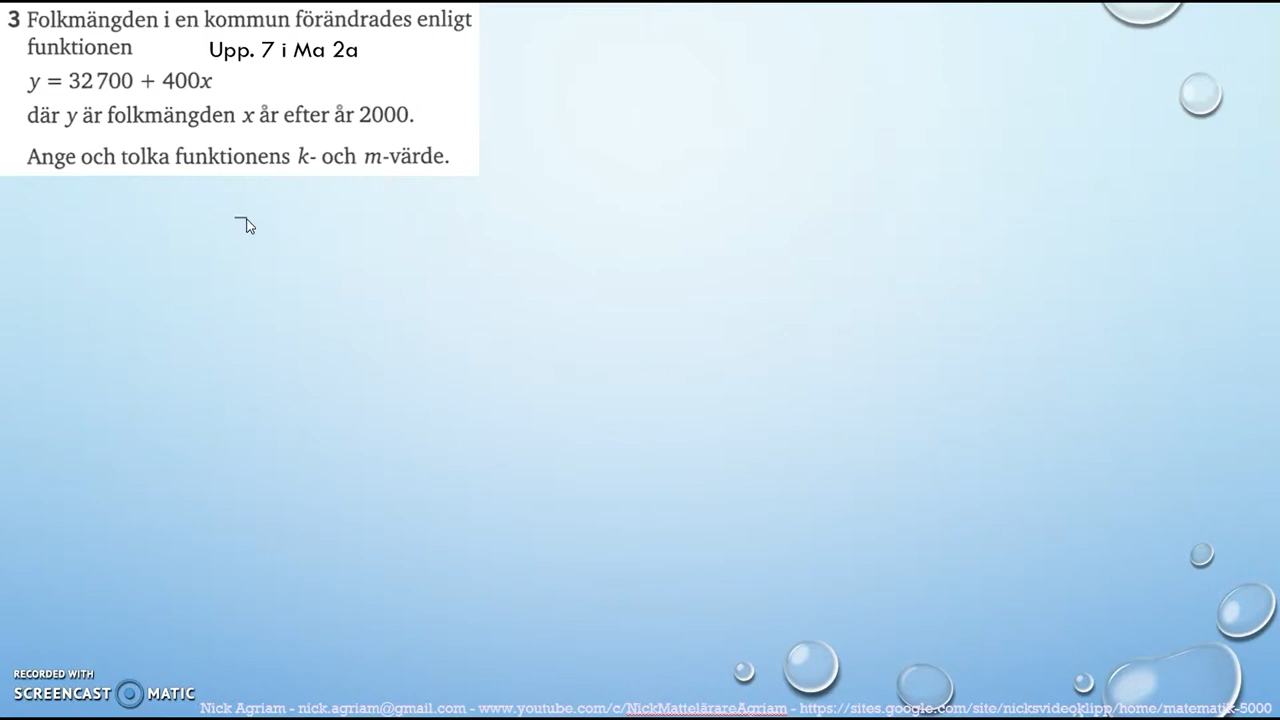 3 Folkmängden i en kommun förändrades enligt
funktionen
Upp. 7 i Ma 2a
y = 32 700 + 400x
där y är folkmängden x år efter år 2000.
Ange och tolka funktionens k- och m-värde.
RECORDED WITH
SCREENCAST MATIC
Nick Agriam - nick.agriam@gmail.com - www.youtube.com/c/NickMattelärareAgriam - https://sites.google.com/site/nicksvideoklipp/home/matematik-5000